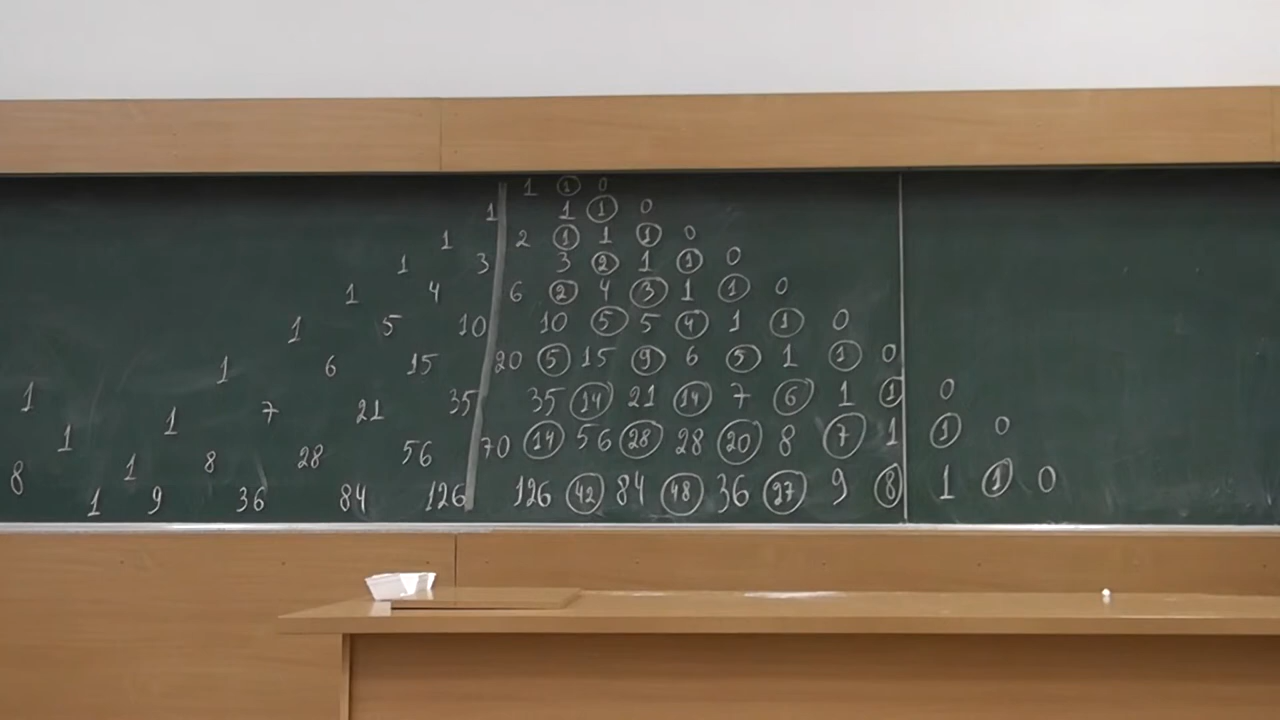 1 1 0
1 1 1 0
1 2 1 1 1 0
1 3 3 2 1 1 0
1 4 6 2 4 3 1 1 0
1 5 10 10 5 5 4 1 1 0
1 6 15 20 5 15 9 6 5 1 1 0
1 1 7 21 35 35 14 21 14 7 6 1 1 0
1 1 8 28 56 70 14 56 28 28 20 8 7 1 1 0
8 1 9 36 84 126 126 42 84 48 36 27 9 8 1 1 0